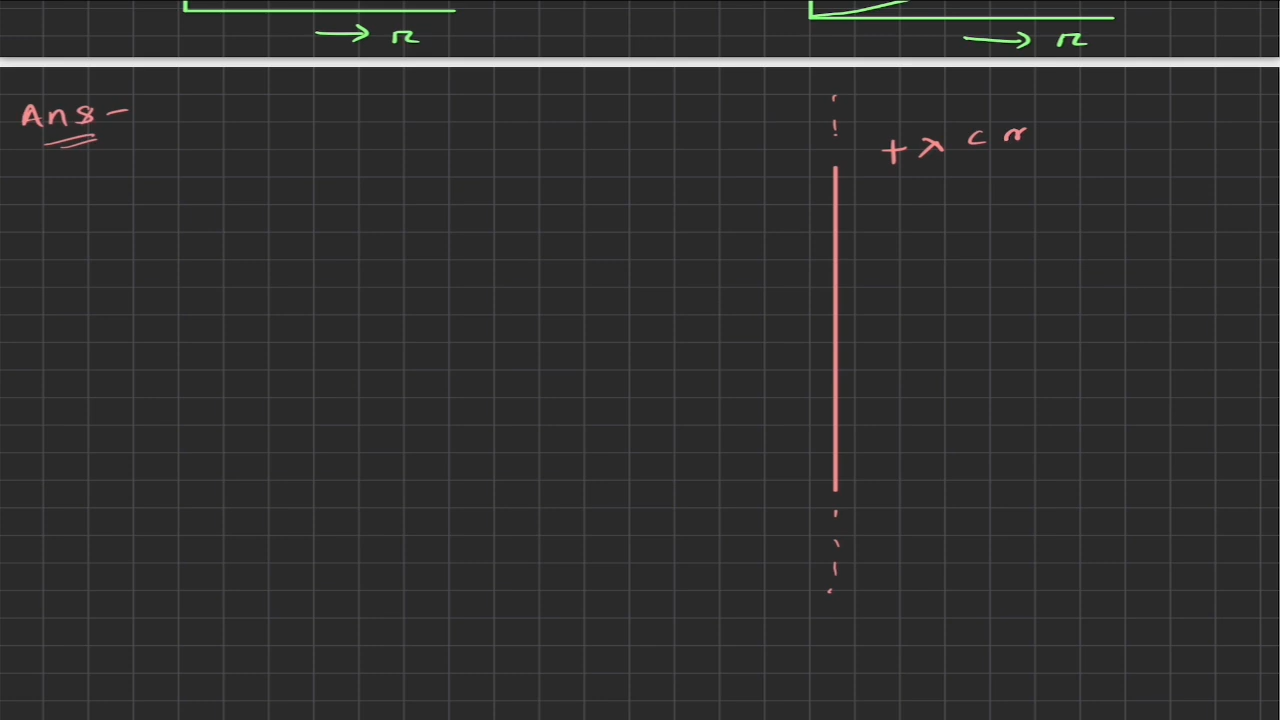 → r
→ r
Ans -
+ λ c m